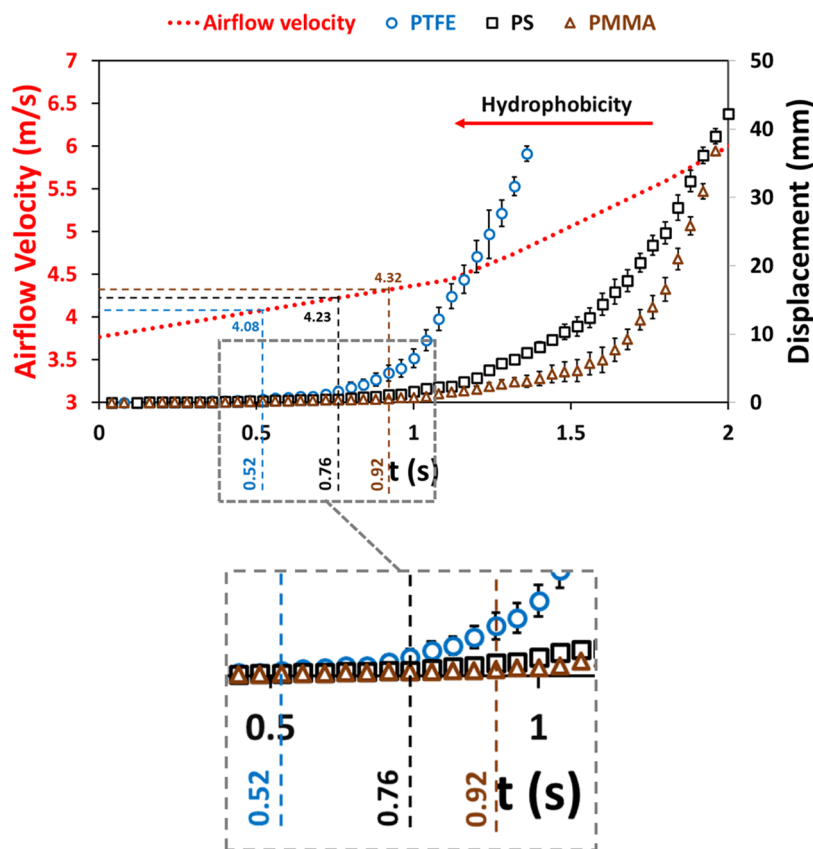 Airflow velocity PTFE PS PMMA
7
6.5
6
5.5
5
4.5
4
3.5
3
Airflow Velocity (m/s)
50
40
30
20
10
0
Displacement (mm)
Hydrophobicity
4.32
4.23
4.08
0 0.5 1 1.5 2
0.52 0.76 0.92 t (s)
0.5 1
0.52 0.76 0.92 t (s)